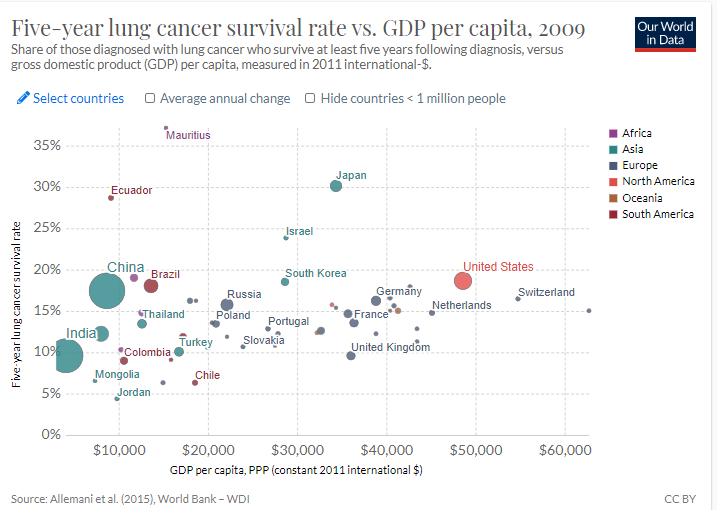 Five-year lung cancer survival rate vs. GDP per capita, 2009
Our World
in Data
Share of those diagnosed with lung cancer who survive at least five years following diagnosis, versus
gross domestic product (GDP) per capita, measured in 2011 international-$.
Select countries
Average annual change
Hide countries < 1 million people
Africa
Asia
Europe
North America
Oceania
South America
Five-year lung cancer survival rate
35%
30%
25%
20%
15%
10%
5%
0%
Mauritius
Japan
Ecuador
Israel
China
Brazil
South Korea
United States
Russia
Germany
Switzerland
Thailand
Poland
Portugal
France
Netherlands
India
Colombia
Turkey
Slovakia
United Kingdom
Mongolia
Chile
Jordan
$10,000
$20,000
$30,000
$40,000
$50,000
$60,000
GDP per capita, PPP (constant 2011 international $)
Source: Allemani et al. (2015), World Bank – WDI
CC BY